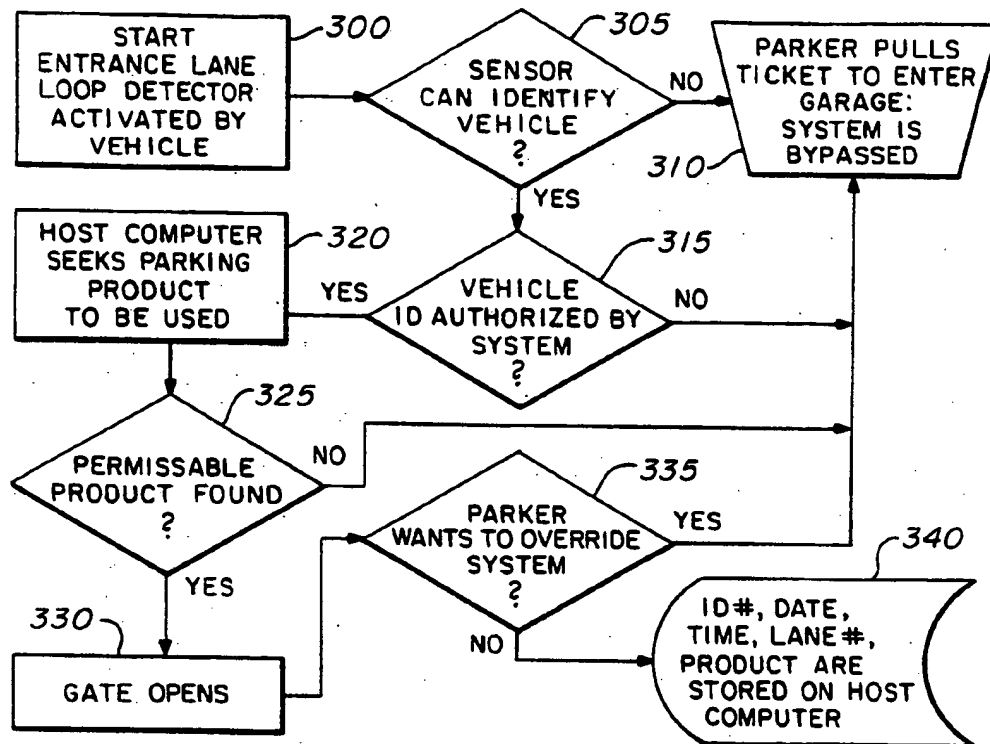 300
START
ENTRANCE LANE
LOOP DETECTOR
ACTIVATED BY
VEHICLE
305
SENSOR
CAN IDENTIFY
VEHICLE
?
NO
YES
PARKER PULLS
TICKET TO ENTER
GARAGE:
SYSTEM IS
BYPASSED
310
315
VEHICLE
ID AUTHORIZED BY
SYSTEM
?
NO
YES
320
HOST COMPUTER
SEEKS PARKING
PRODUCT
TO BE USED
325
PERMISSABLE
PRODUCT FOUND
?
NO
YES
330
GATE OPENS
335
PARKER
WANTS TO OVERRIDE
SYSTEM
?
YES
NO
340
ID#, DATE,
TIME, LANE#,
PRODUCT ARE
STORED ON HOST
COMPUTER